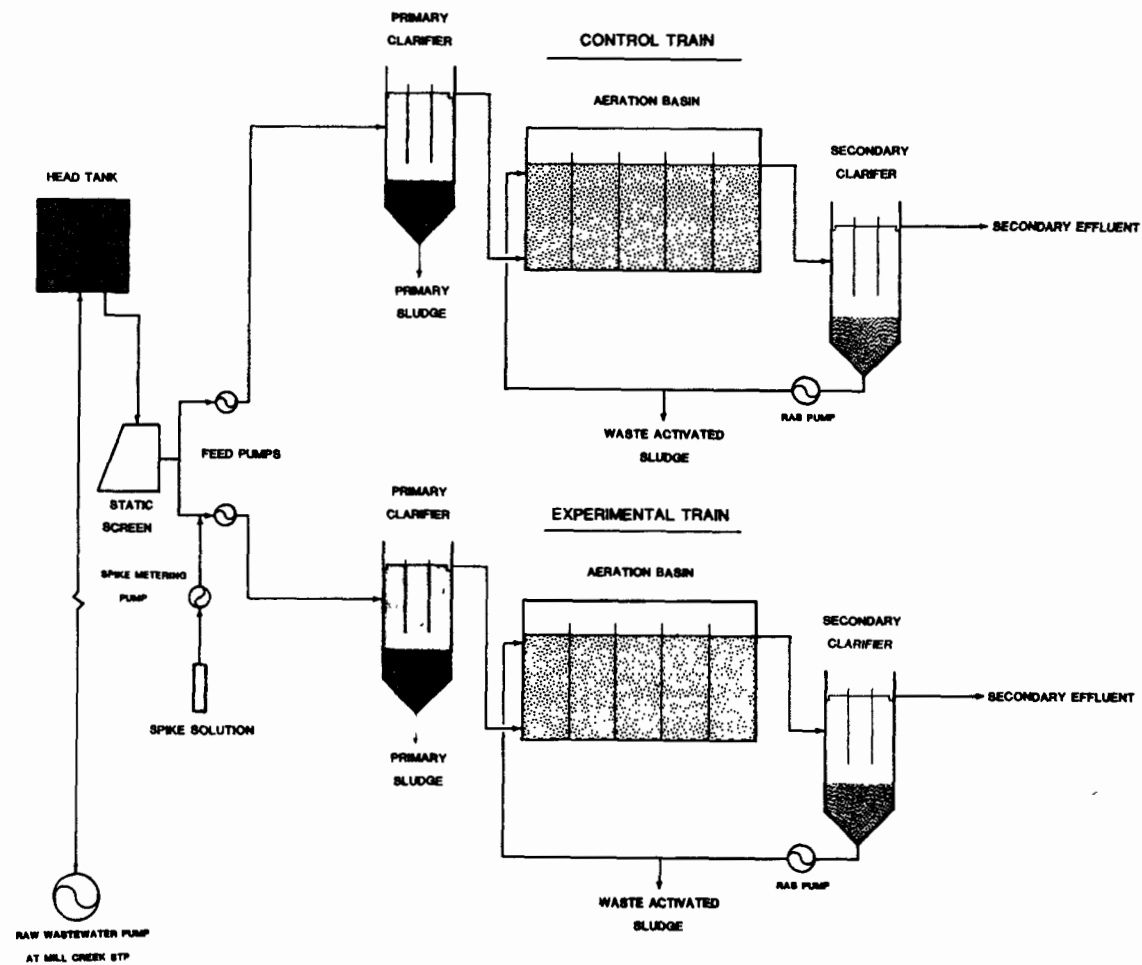 PRIMARY
CLARIFIER
CONTROL TRAIN
AERATION BASIN
SECONDARY
CLARIFER
HEAD TANK
SECONDARY EFFLUENT
PRIMARY
SLUDGE
RAS PUMP
FEED PUMPS
WASTE ACTIVATED
SLUDGE
STATIC
SCREEN
PRIMARY
CLARIFIER
EXPERIMENTAL TRAIN
AERATION BASIN
SPIKE METERING
PUMP
SECONDARY
CLARIFIER
SECONDARY EFFLUENT
SPIKE SOLUTION
PRIMARY
SLUDGE
RAS PUMP
WASTE ACTIVATED
SLUDGE
RAW WASTEWATER PUMP
AT MILL CREEK STP